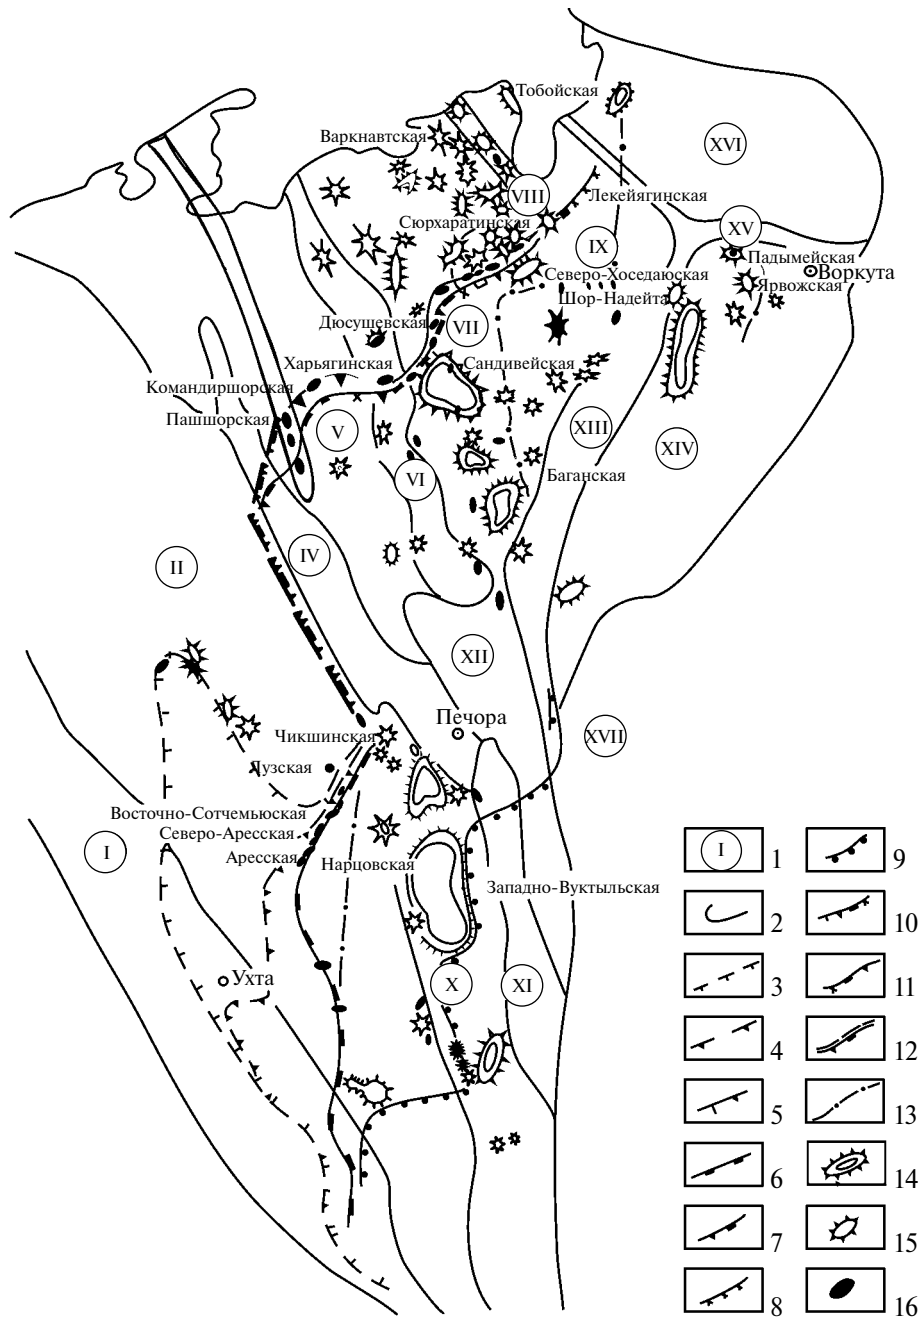 Тобойская
Варкнавтская
XVI
VIII
Лекейягинская
Сюрхаратинская
XV
IX
Падымейская
Северо-Хоседаюская
Воркута
Ярвожская
Шор-Надейта
Дюсушевская
VII
Харьягинская
Сандивейская
Командиршорская
Пашшорская
V
XIII
XIV
VI
Баганская
IV
II
XII
Печора
Чикшинская
XVII
Лузская
Восточно-Сотчемьюская
Северо-Аресская
I
Аресская
Нарцовская
Западно-Вуктыльская
Ухта
X
XI
I
1
2
3
4
5
6
7
8
9
10
11
12
13
14
15
16